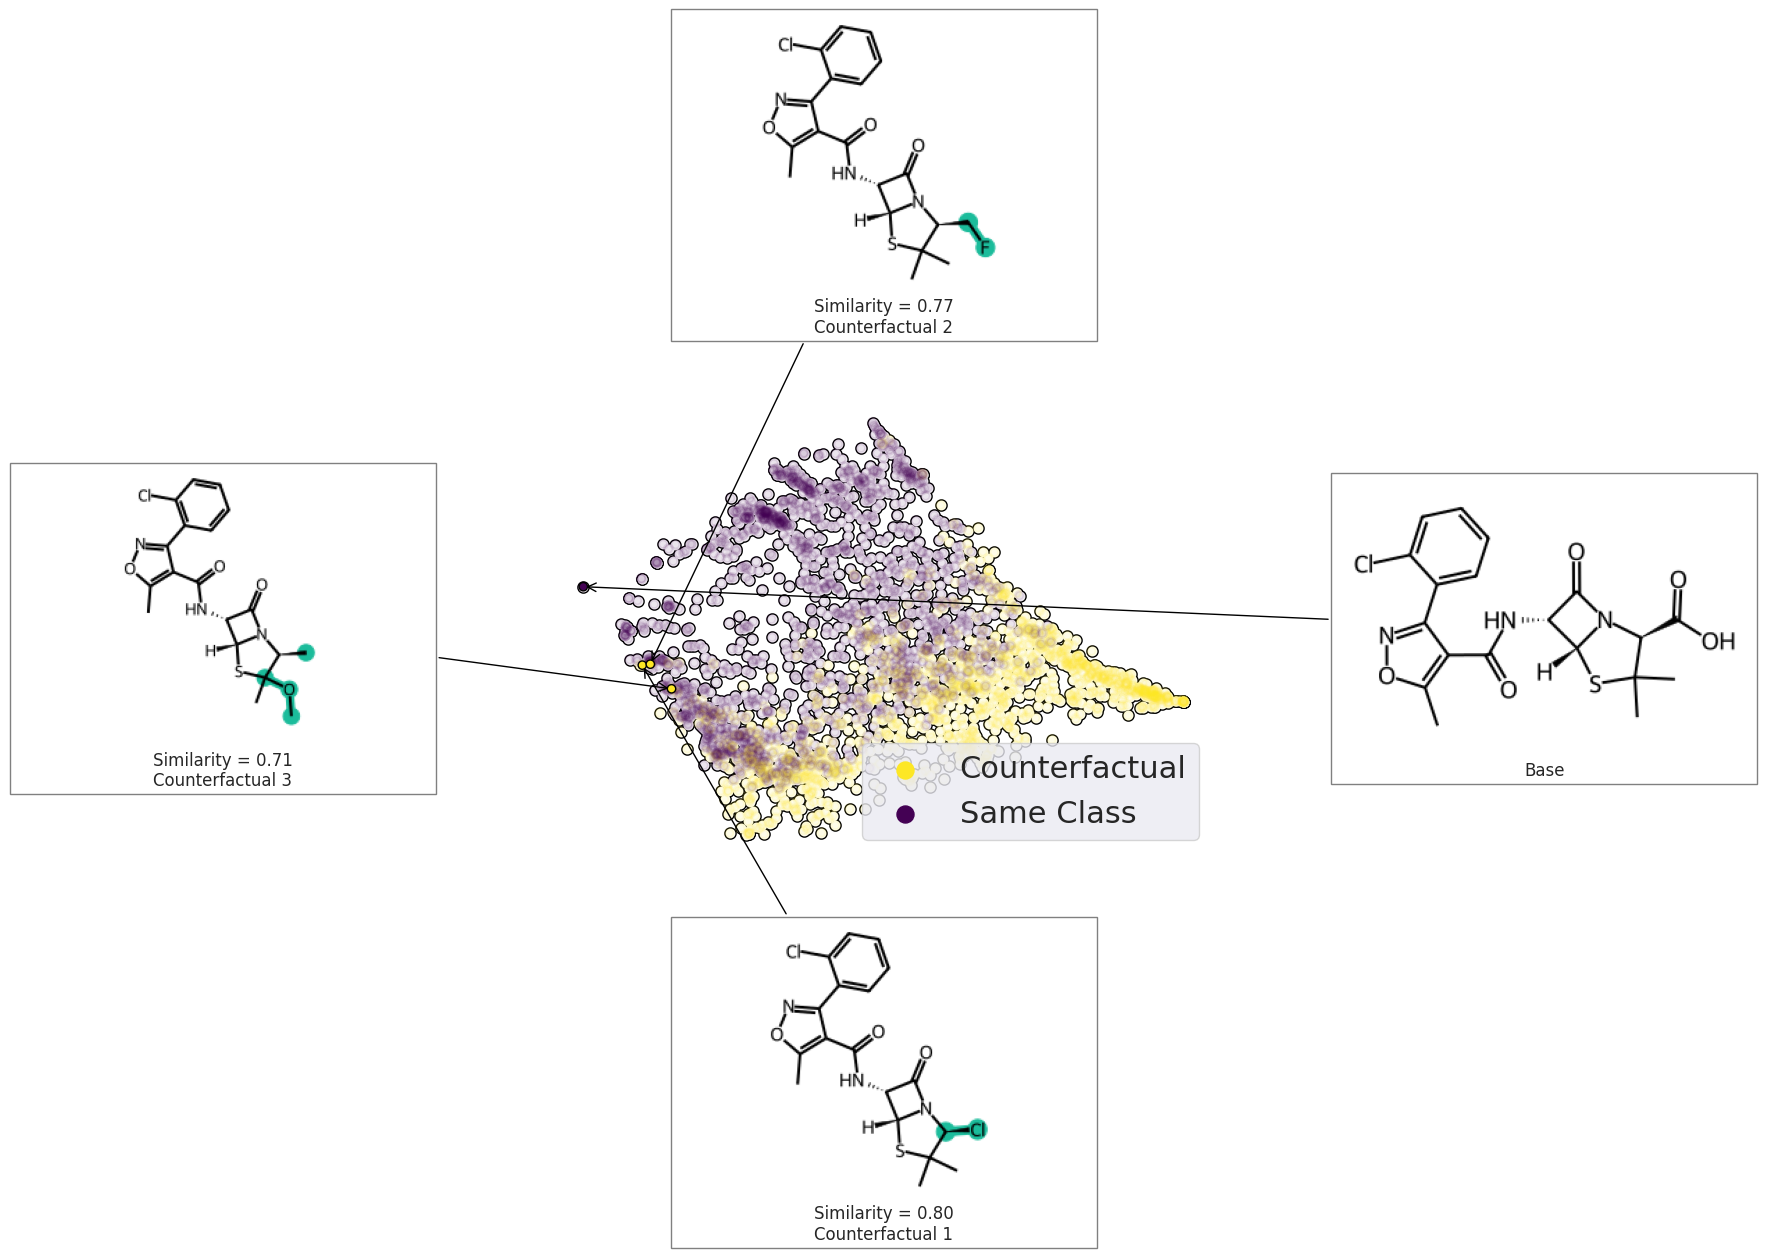 Cl
N
O
O
O
HN
N
H
S
F
Similarity = 0.77
Counterfactual 2
Cl
N
O
O
O
HN
N
H
S
O
Similarity = 0.71
Counterfactual 3
Cl
O
O
N
HN
N
OH
O
O
H
S
Base
Counterfactual
Same Class
Cl
N
O
O
O
HN
N
H
Cl
S
Similarity = 0.80
Counterfactual 1